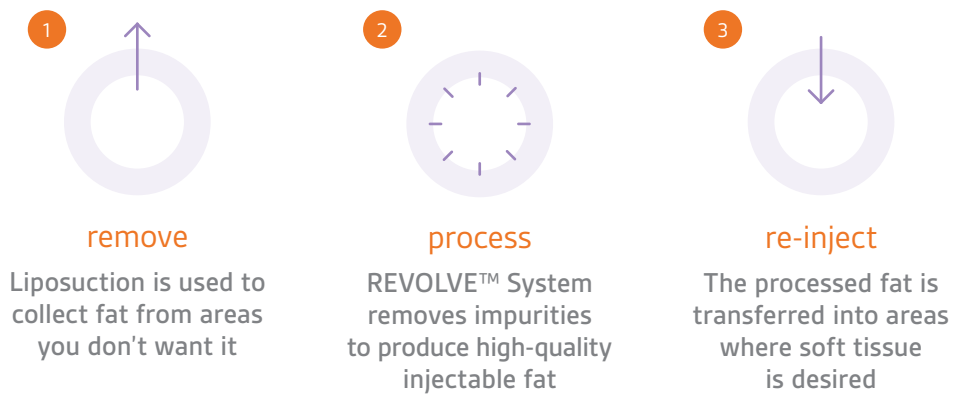 1
remove
Liposuction is used to
collect fat from areas
you don't want it
2
process
REVOLVE™ System
removes impurities
to produce high-quality
injectable fat
3
re-inject
The processed fat is
transferred into areas
where soft tissue
is desired